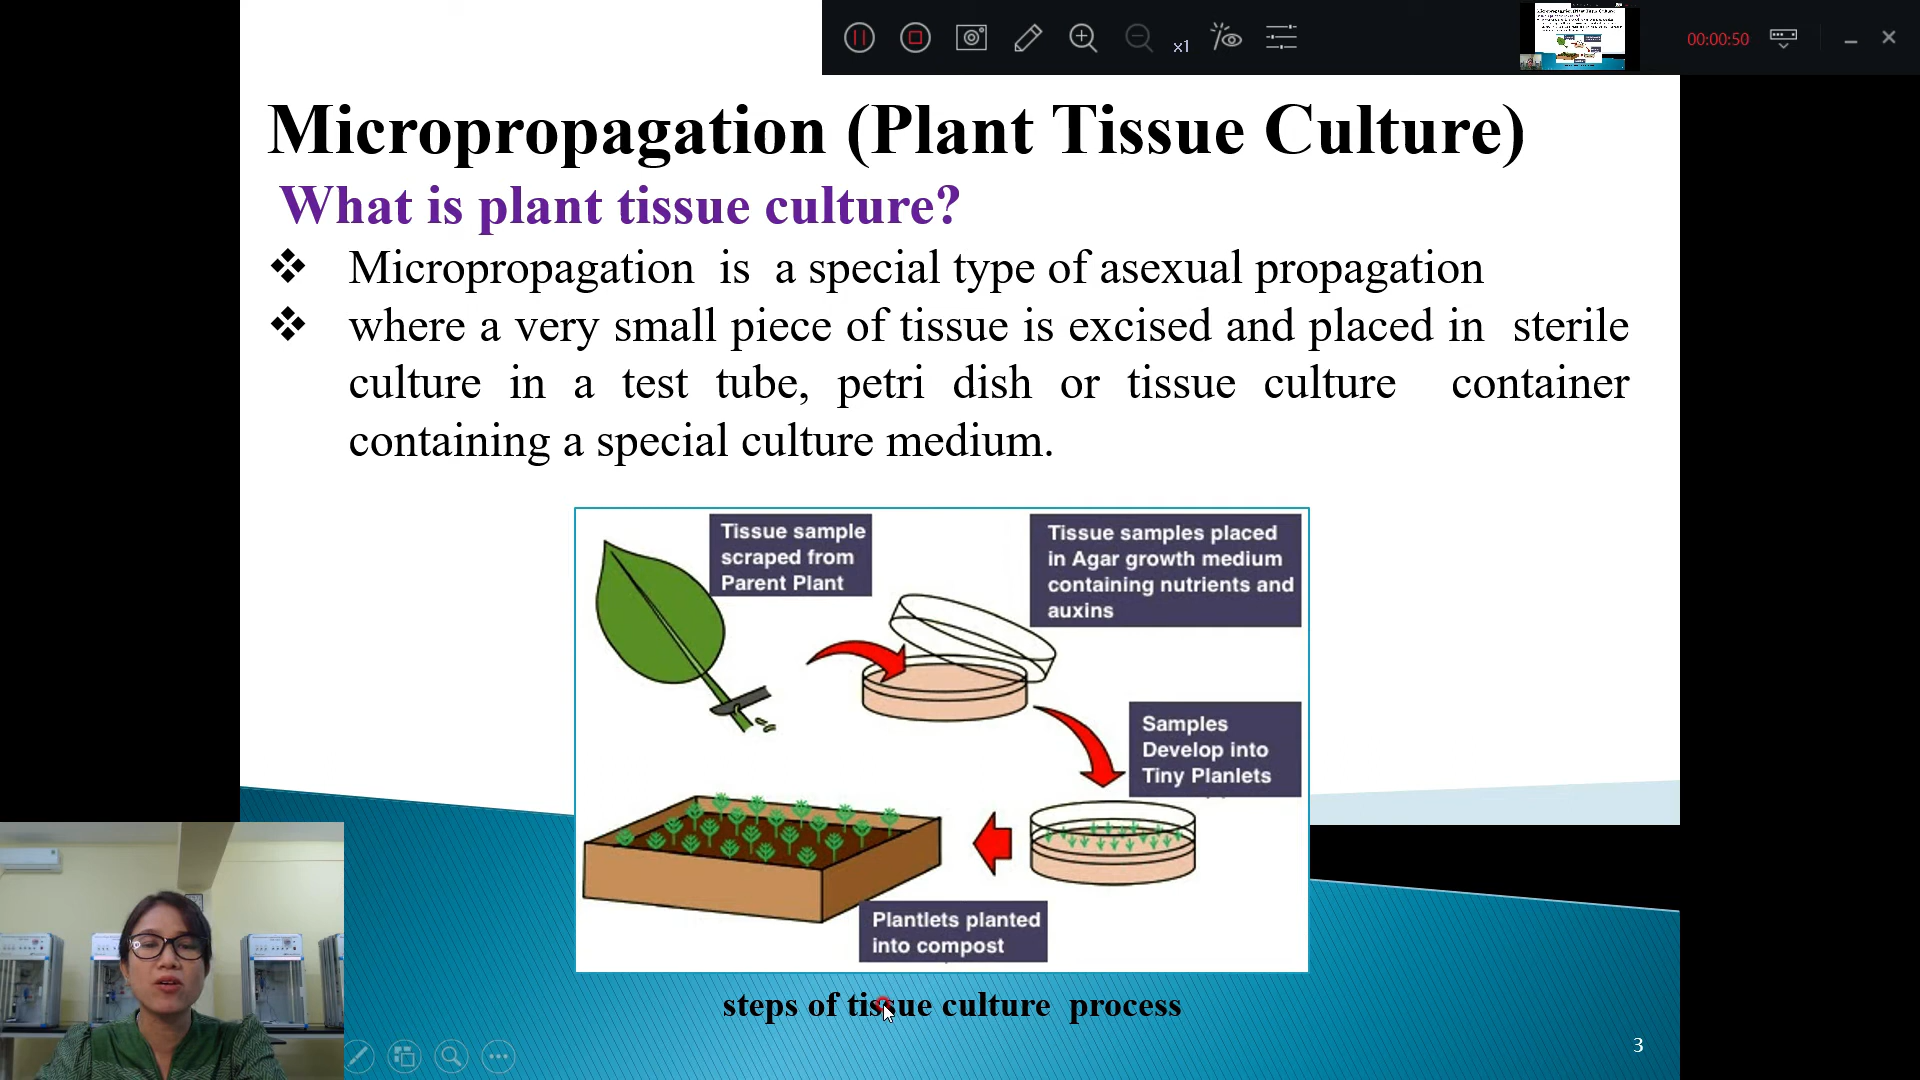 x1
00:00:50
Micropropagation (Plant Tissue Culture)
What is plant tissue culture?
❖ Micropropagation is a special type of asexual propagation
❖ where a very small piece of tissue is excised and placed in sterile
culture in a test tube, petri dish or tissue culture container
containing a special culture medium.
Tissue sample
scraped from
Parent Plant
Tissue samples placed
in Agar growth medium
containing nutrients and
auxins
Samples
Develop into
Tiny Planlets
Plantlets planted
into compost
steps of tissue culture process
3